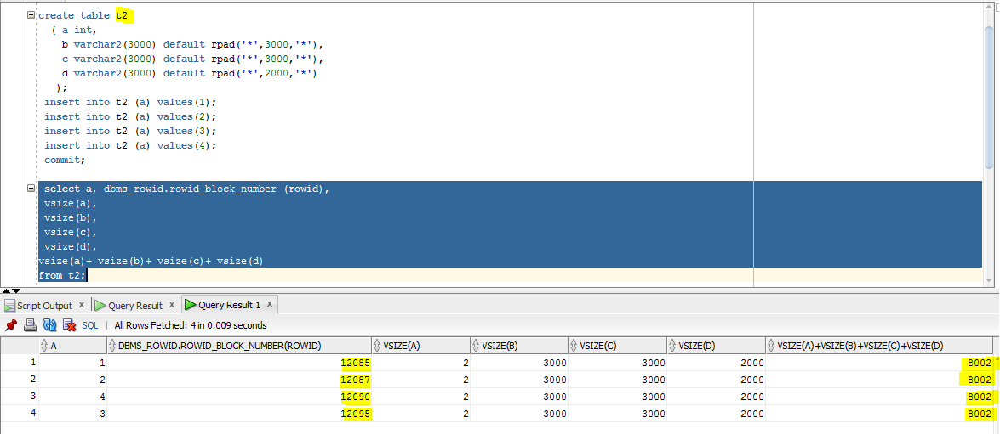 create table t2
( a int,
b varchar2(3000) default rpad('*',3000,'*'),
c varchar2(3000) default rpad('*',3000,'*'),
d varchar2(3000) default rpad('*',2000,'*')
);
insert into t2 (a) values(1);
insert into t2 (a) values(2);
insert into t2 (a) values(3);
insert into t2 (a) values(4);
commit;
select a, dbms_rowid.rowid_block_number (rowid),
vsize(a),
vsize(b),
vsize(c),
vsize(d),
vsize(a)+ vsize(b)+ vsize(c)+ vsize(d)
from t2;
Script Output x Query Result x Query Result 1 x
SQL | All Rows Fetched: 4 in 0.009 seconds
A DBMS_ROWID.ROWID_BLOCK_NUMBER(ROWID) VSIZE(A) VSIZE(B) VSIZE(C) VSIZE(D) VSIZE(A)+VSIZE(B)+VSIZE(C)+VSIZE(D)
1 1 12085 2 3000 3000 2000 8002
2 2 12087 2 3000 3000 2000 8002
3 4 12090 2 3000 3000 2000 8002
4 3 12095 2 3000 3000 2000 8002